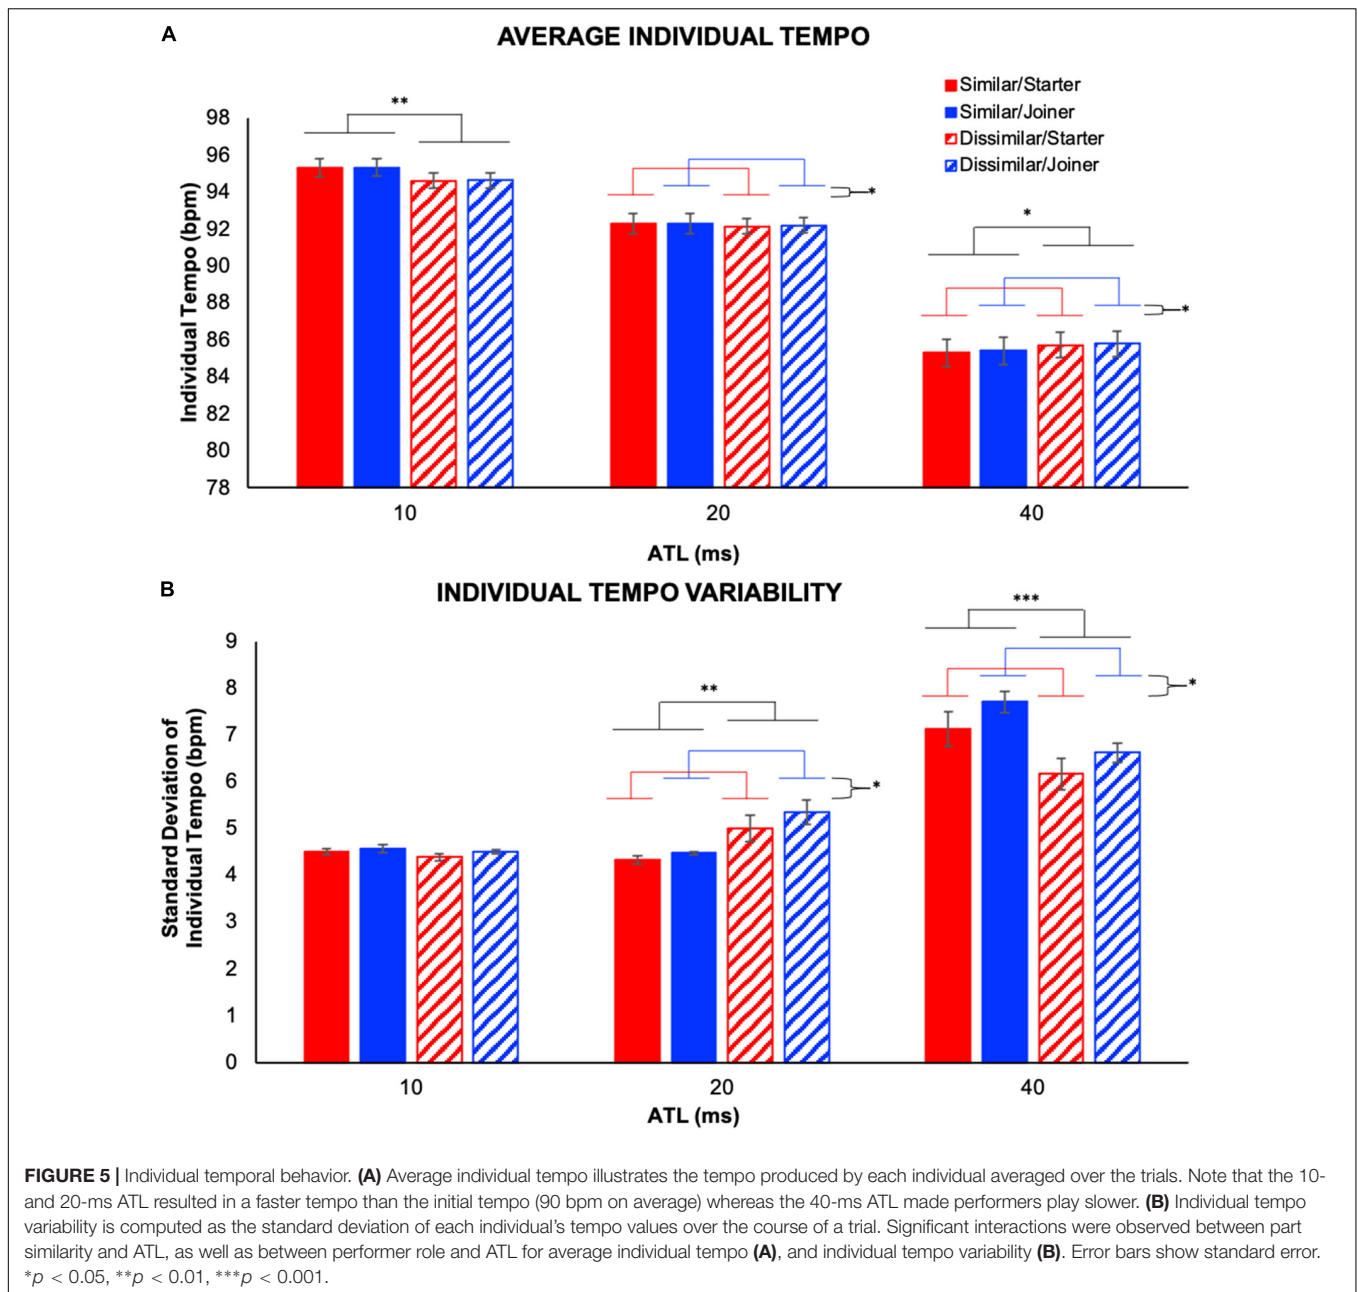 A
AVERAGE INDIVIDUAL TEMPO
Similar/Starter
Similar/Joiner
Dissimilar/Starter
Dissimilar/Joiner
Individual Tempo (bpm)
98
96
94
92
90
88
86
84
82
80
78
**
*
*
*
10
20
40
ATL (ms)
B
INDIVIDUAL TEMPO VARIABILITY
Standard Deviation of
Individual Tempo (bpm)
9
8
7
6
5
4
3
2
1
0
**
*
***
*
10
20
40
ATL (ms)
FIGURE 5 | Individual temporal behavior. (A) Average individual tempo illustrates the tempo produced by each individual averaged over the trials. Note that the 10-
and 20-ms ATL resulted in a faster tempo than the initial tempo (90 bpm on average) whereas the 40-ms ATL made performers play slower. (B) Individual tempo
variability is computed as the standard deviation of each individual's tempo values over the course of a trial. Significant interactions were observed between part
similarity and ATL, as well as between performer role and ATL for average individual tempo (A), and individual tempo variability (B). Error bars show standard error.
*p < 0.05, **p < 0.01, ***p < 0.001.